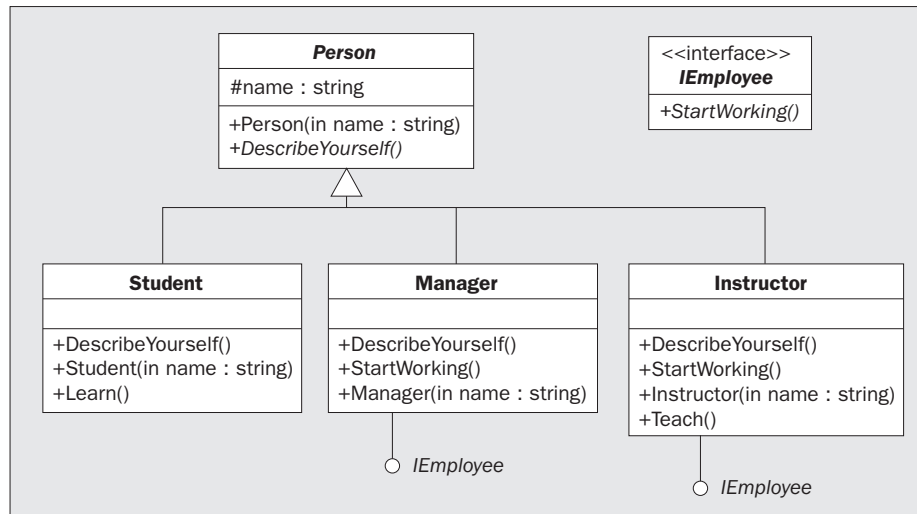 Person
#name : string
+Person(in name : string)
+DescribeYourself()
<<interface>>
IEmployee
+StartWorking()
Student
+DescribeYourself()
+Student(in name : string)
+Learn()
Manager
+DescribeYourself()
+StartWorking()
+Manager(in name : string)
IEmployee
Instructor
+DescribeYourself()
+StartWorking()
+Instructor(in name : string)
+Teach()
IEmployee